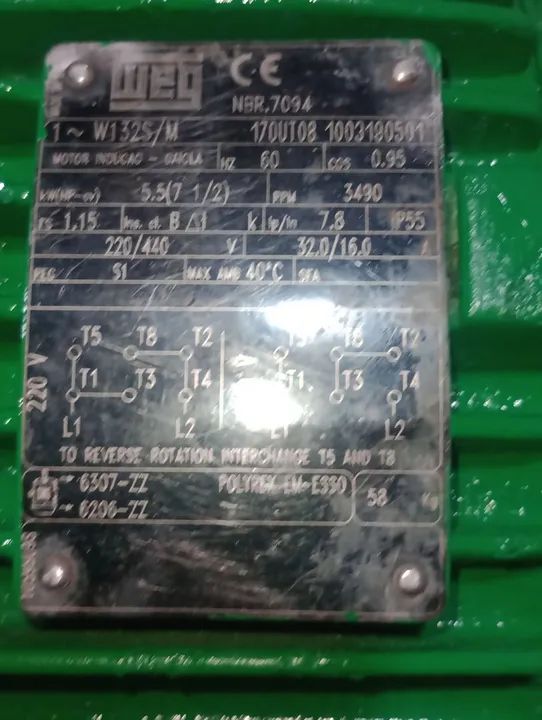 WEG CE
NBR.7094
1~ W132S/M 17OUT08 1003190501
MOTOR INDUCAO - GAIOLA HZ 60 COS 0.95
kW(HP-cv) 5.5(7 1/2) RPM 3490
FS 1.15 Ins. cl. B Δt k Ip/In 7.8 IP55
220/440 V 32.0/16.0 A
REG S1 MAX AMB 40°C SFA
220 V
T5 T8 T2 T5 T8 T2
T1 T3 T4 T1 T3 T4
L1 L2 L1 L2
TO REVERSE ROTATION INTERCHANGE T5 AND T8
6307-ZZ POLYREX EM-ESSO 58 Kg
6206-ZZ